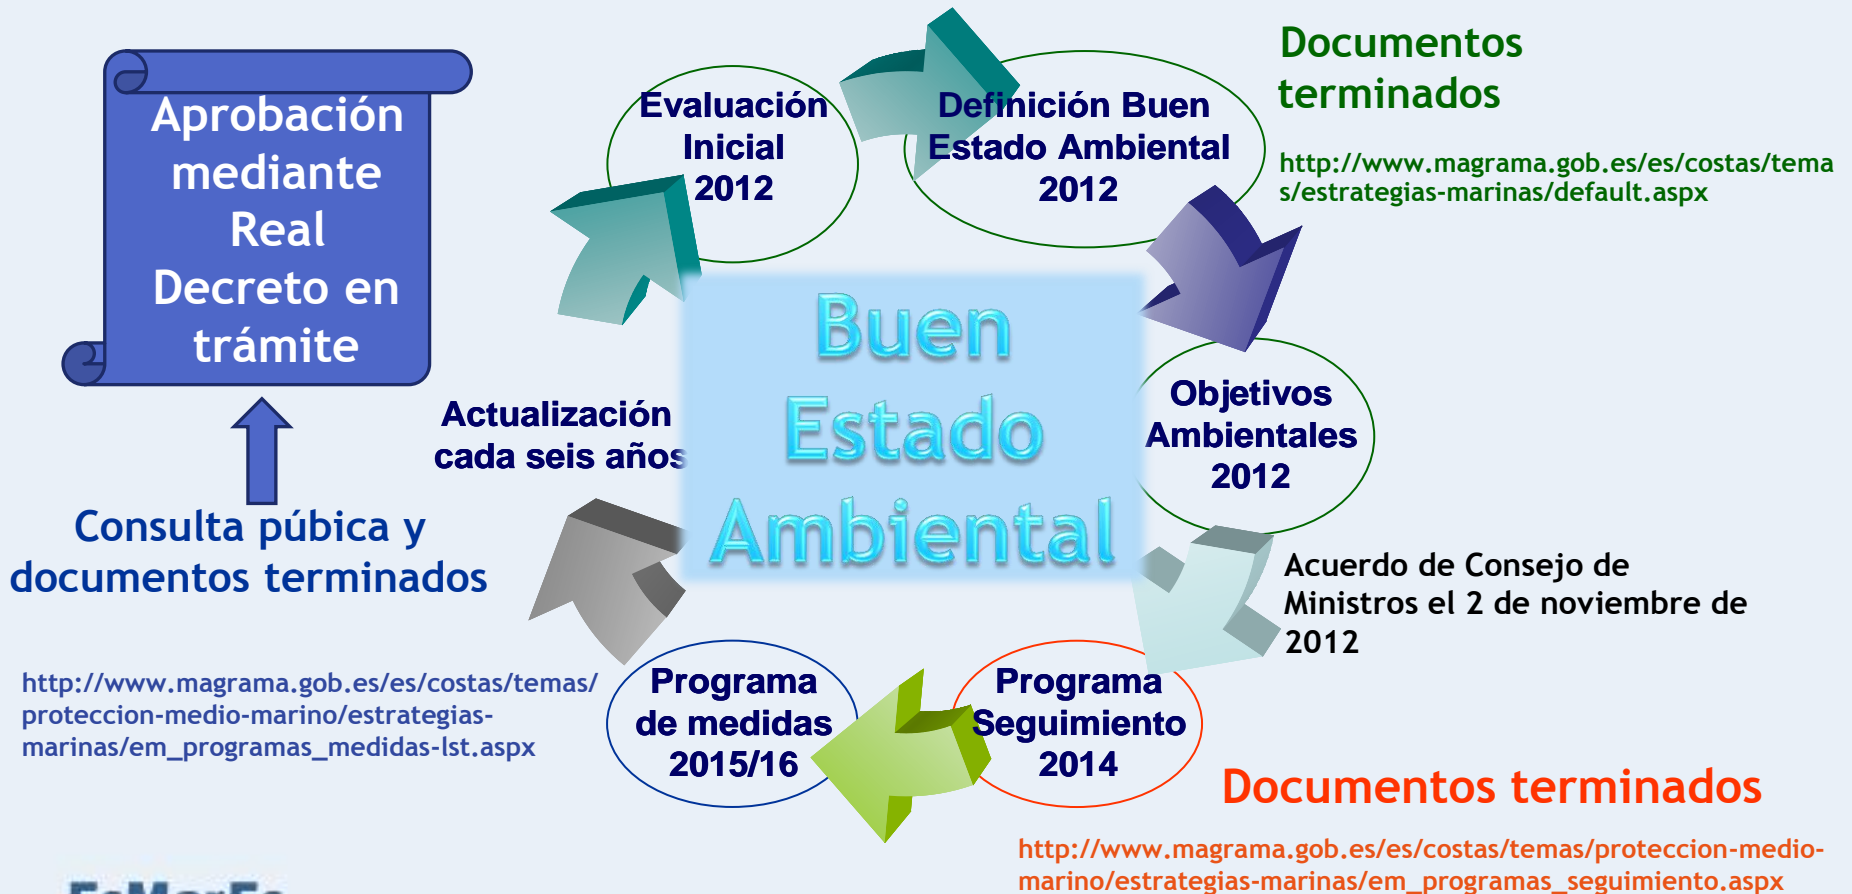 Aprobación
mediante
Real
Decreto en
trámite
Evaluación
Inicial
2012
Definición Buen
Estado Ambiental
2012
Documentos
terminados
http://www.magrama.gob.es/es/costas/tema
s/estrategias-marinas/default.aspx
Buen
Estado
Ambiental
Objetivos
Ambientales
2012
Actualización
cada seis años
Consulta púbica y
documentos terminados
Acuerdo de Consejo de
Ministros el 2 de noviembre de
2012
http://www.magrama.gob.es/es/costas/temas/
proteccion-medio-marino/estrategias-
marinas/em_programas_medidas-lst.aspx
Programa
de medidas
2015/16
Programa
Seguimiento
2014
Documentos terminados
http://www.magrama.gob.es/es/costas/temas/proteccion-medio-
marino/estrategias-marinas/em_programas_seguimiento.aspx